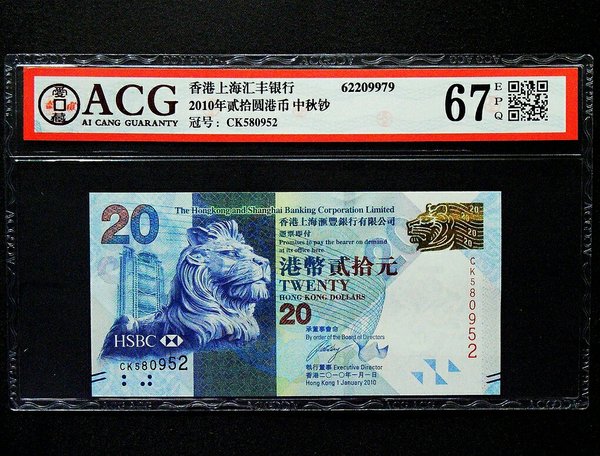 ACG
AI CANG GUARANTY
香港上海汇丰银行 62209979
2010年贰拾圆港币 中秋钞
冠号: CK580952
67 EPQ
20
The Hongkong and Shanghai Banking Corporation Limited
香港上海滙豐銀行有限公司
憑票即付
Promises to pay the bearer on demand
at its office here
港幣貳拾元
TWENTY
HONG KONG DOLLARS
20
承董事會命
By order of the Board of Directors
執行董事 Executive Director
香港二〇一〇年一月一日
Hong Kong 1 January 2010
HSBC
CK580952
CK580952